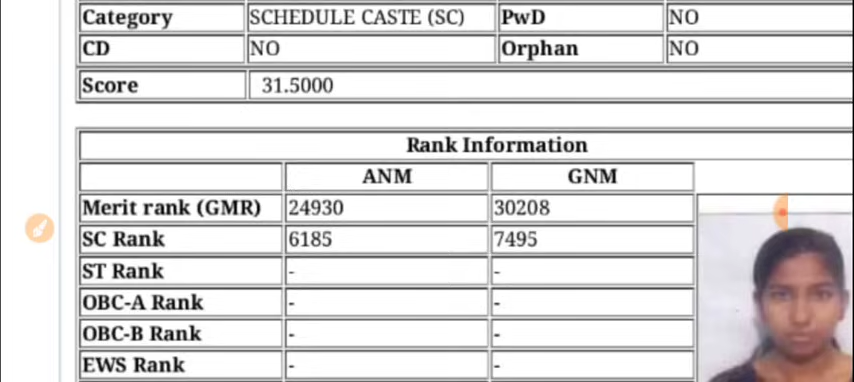 Category SCHEDULE CASTE (SC) PwD NO
CD NO Orphan NO
Score 31.5000
Rank Information
ANM GNM
Merit rank (GMR) 24930 30208
SC Rank 6185 7495
ST Rank - -
OBC-A Rank - -
OBC-B Rank - -
EWS Rank - -